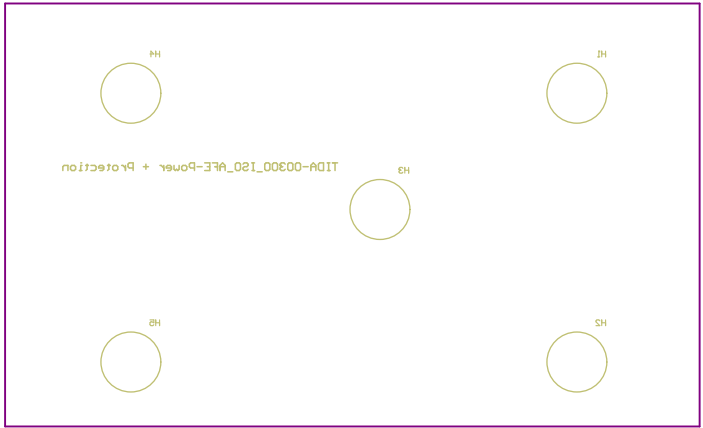 H4
H1
TIDA-00300_ISO_AFE-Power + Protection
H3
H5
H2